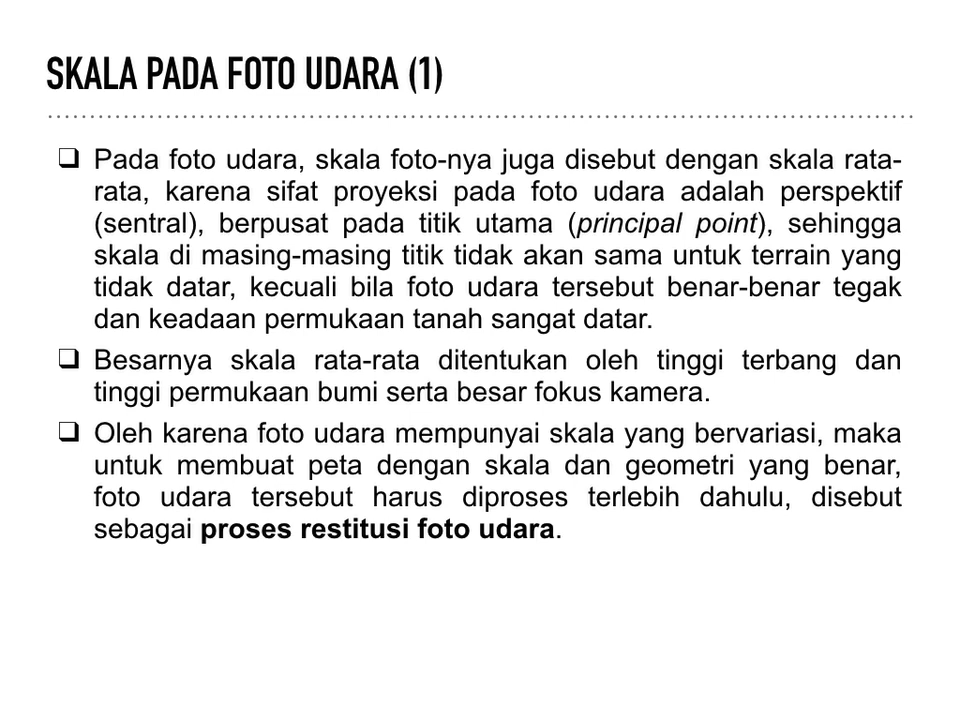 SKALA PADA FOTO UDARA (1)
❑ Pada foto udara, skala foto-nya juga disebut dengan skala rata-
rata, karena sifat proyeksi pada foto udara adalah perspektif
(sentral), berpusat pada titik utama (principal point), sehingga
skala di masing-masing titik tidak akan sama untuk terrain yang
tidak datar, kecuali bila foto udara tersebut benar-benar tegak
dan keadaan permukaan tanah sangat datar.
❑ Besarnya skala rata-rata ditentukan oleh tinggi terbang dan
tinggi permukaan bumi serta besar fokus kamera.
❑ Oleh karena foto udara mempunyai skala yang bervariasi, maka
untuk membuat peta dengan skala dan geometri yang benar,
foto udara tersebut harus diproses terlebih dahulu, disebut
sebagai proses restitusi foto udara.